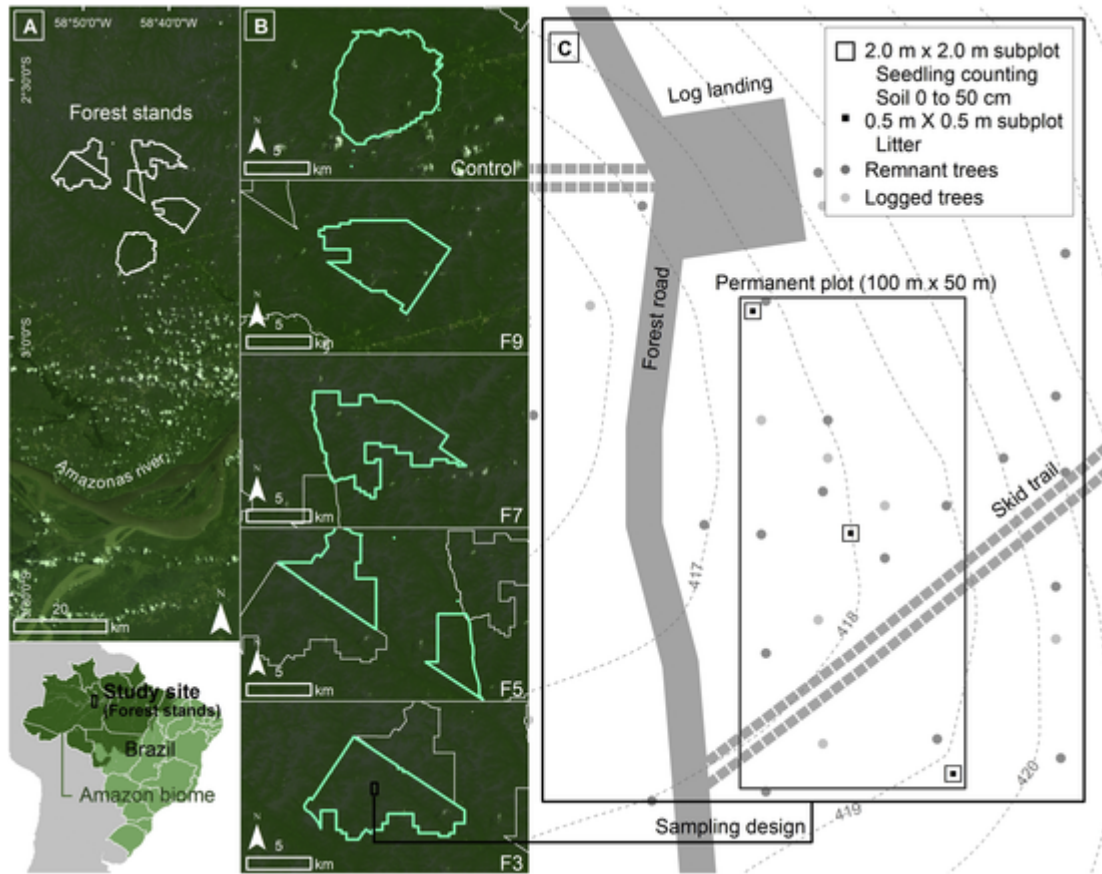 A
58°50'0"W
58°40'0"W
2°30'0"S
Forest stands
3°0'0"S
Amazonas river
20
km
N
Study site
(Forest stands)
Brazil
Amazon biome
B
N
5
km
Control
N
5
km
F9
N
5
km
F7
N
5
km
F5
N
5
km
F3
C
Log landing
2.0 m x 2.0 m subplot
Seedling counting
Soil 0 to 50 cm
0.5 m X 0.5 m subplot
Litter
Remnant trees
Logged trees
Permanent plot (100 m x 50 m)
Forest road
Skid trail
417
418
419
420
Sampling design